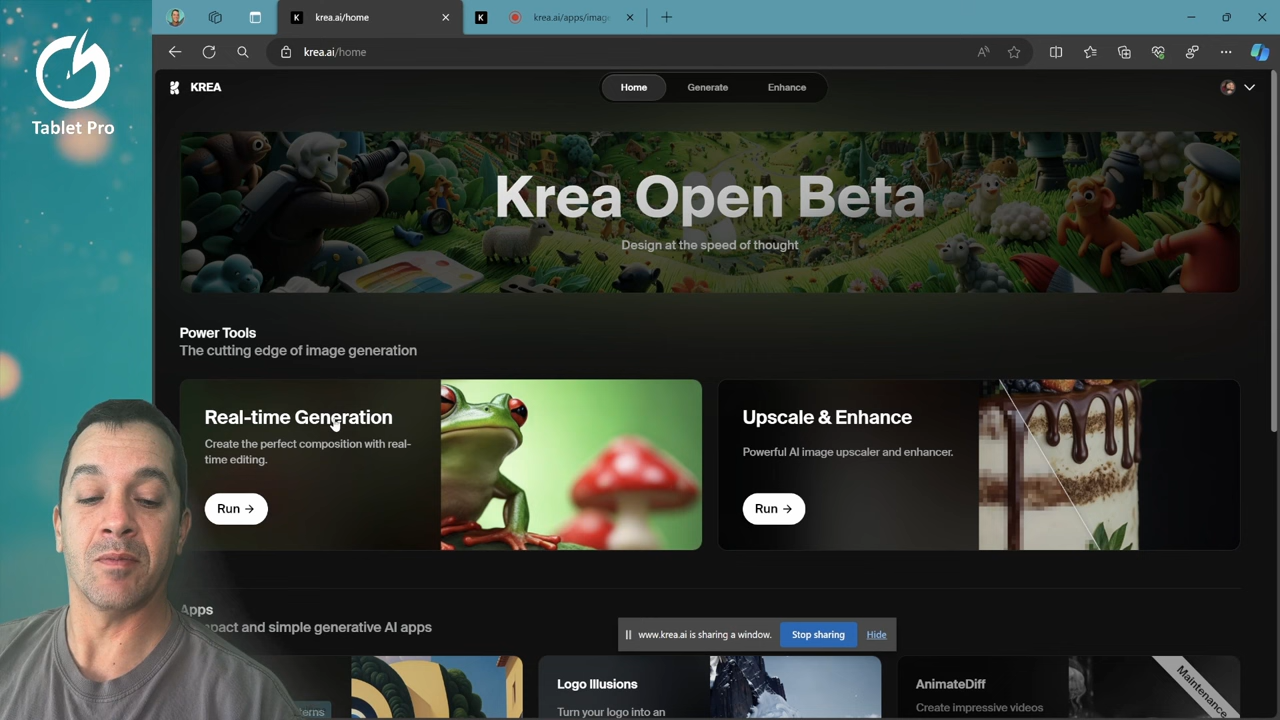 Tablet Pro
krea.ai/home
krea.ai/apps/imag
krea.ai/home
KREA
Home
Generate
Enhance
Krea Open Beta
Design at the speed of thought
Power Tools
The cutting edge of image generation
Real-time Generation
Create the perfect composition with real-
time editing.
Run →
Upscale & Enhance
Powerful AI image upscaler and enhancer.
Run →
Apps
mpact and simple generative AI apps
www.krea.ai is sharing a window.
Stop sharing
Hide
terns
Logo Illusions
Turn your logo into an
AnimateDiff
Create impressive videos
Maintenance